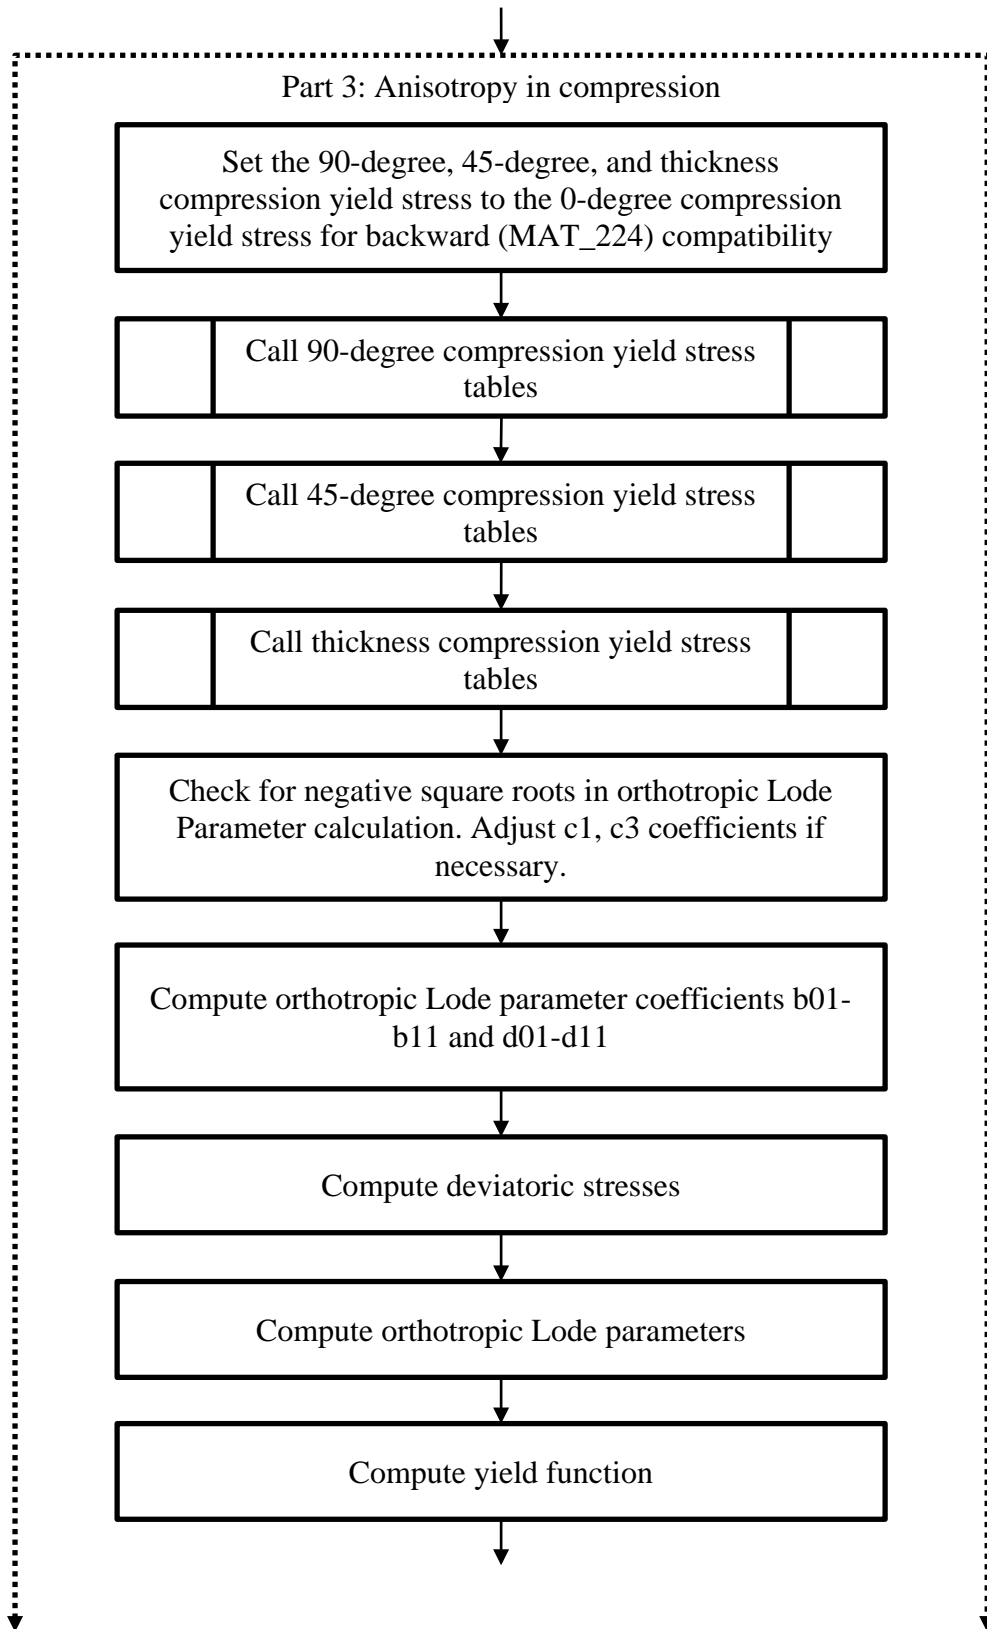 Part 3: Anisotropy in compression
Set the 90-degree, 45-degree, and thickness
compression yield stress to the 0-degree compression
yield stress for backward (MAT_224) compatibility
Call 90-degree compression yield stress
tables
Call 45-degree compression yield stress
tables
Call thickness compression yield stress
tables
Check for negative square roots in orthotropic Lode
Parameter calculation. Adjust c1, c3 coefficients if
necessary.
Compute orthotropic Lode parameter coefficients b01-
b11 and d01-d11
Compute deviatoric stresses
Compute orthotropic Lode parameters
Compute yield function